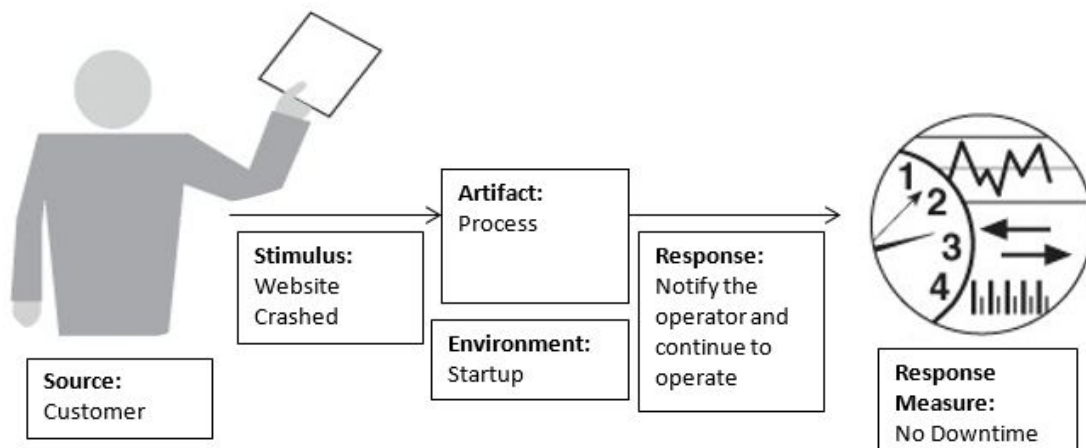 Source:
Customer
Stimulus:
Website
Crashed
Artifact:
Process
Environment:
Startup
Response:
Notify the
operator and
continue to
operate
1
2
3
4
Response
Measure:
No Downtime